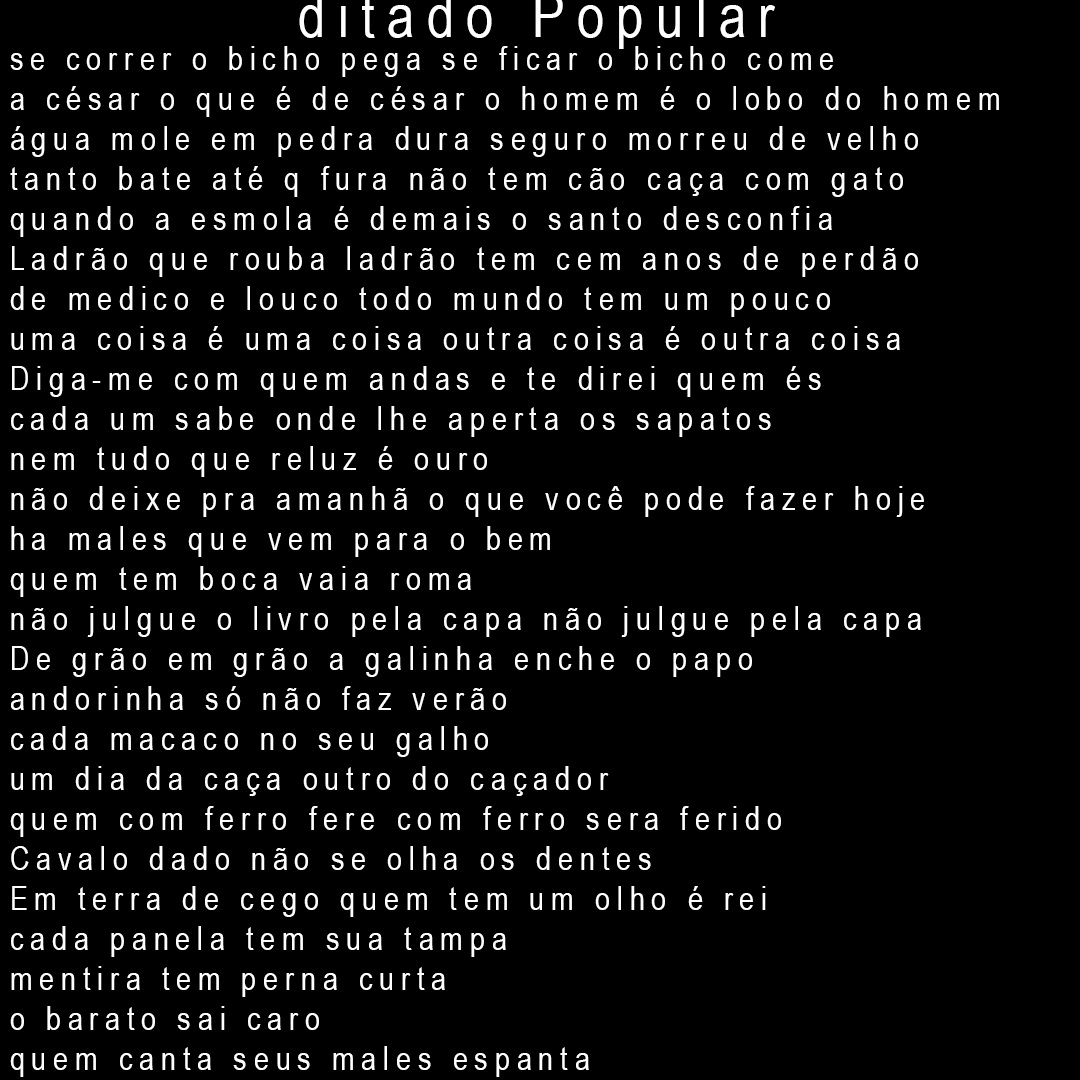 ditado Popular
se correr o bicho pega se ficar o bicho come
a césar o que é de césar o homem é o lobo do homem
água mole em pedra dura seguro morreu de velho
tanto bate até q fura não tem cão caça com gato
quando a esmola é demais o santo desconfia
Ladrão que rouba ladrão tem cem anos de perdão
de medico e louco todo mundo tem um pouco
uma coisa é uma coisa outra coisa é outra coisa
Diga-me com quem andas e te direi quem és
cada um sabe onde lhe aperta os sapatos
nem tudo que reluz é ouro
não deixe pra amanhã o que você pode fazer hoje
ha males que vem para o bem
quem tem boca vaia roma
não julgue o livro pela capa não julgue pela capa
De grão em grão a galinha enche o papo
andorinha só não faz verão
cada macaco no seu galho
um dia da caça outro do caçador
quem com ferro fere com ferro sera ferido
Cavalo dado não se olha os dentes
Em terra de cego quem tem um olho é rei
cada panela tem sua tampa
mentira tem perna curta
o barato sai caro
quem canta seus males espanta